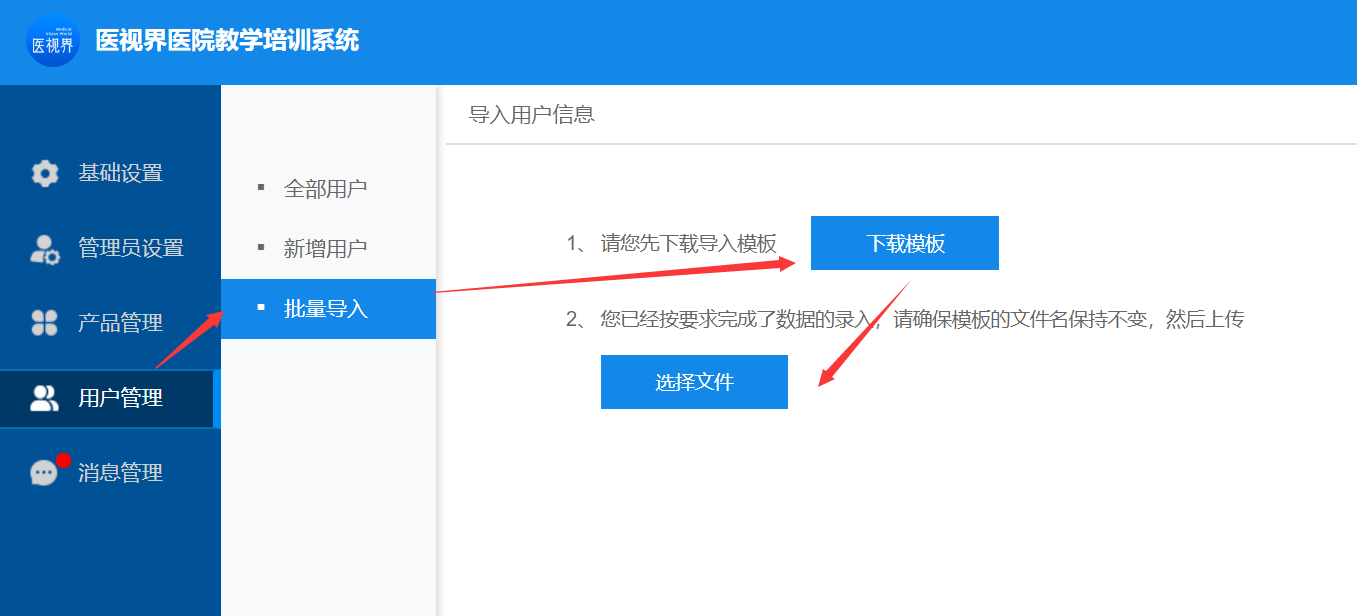 Medical
Vision World
医视界
医视界医院教学培训系统
基础设置
管理员设置
产品管理
用户管理
消息管理
全部用户
新增用户
批量导入
导入用户信息
1、 请您先下载导入模板
下载模板
2、 您已经按要求完成了数据的录入，请确保模板的文件名保持不变，然后上传
选择文件